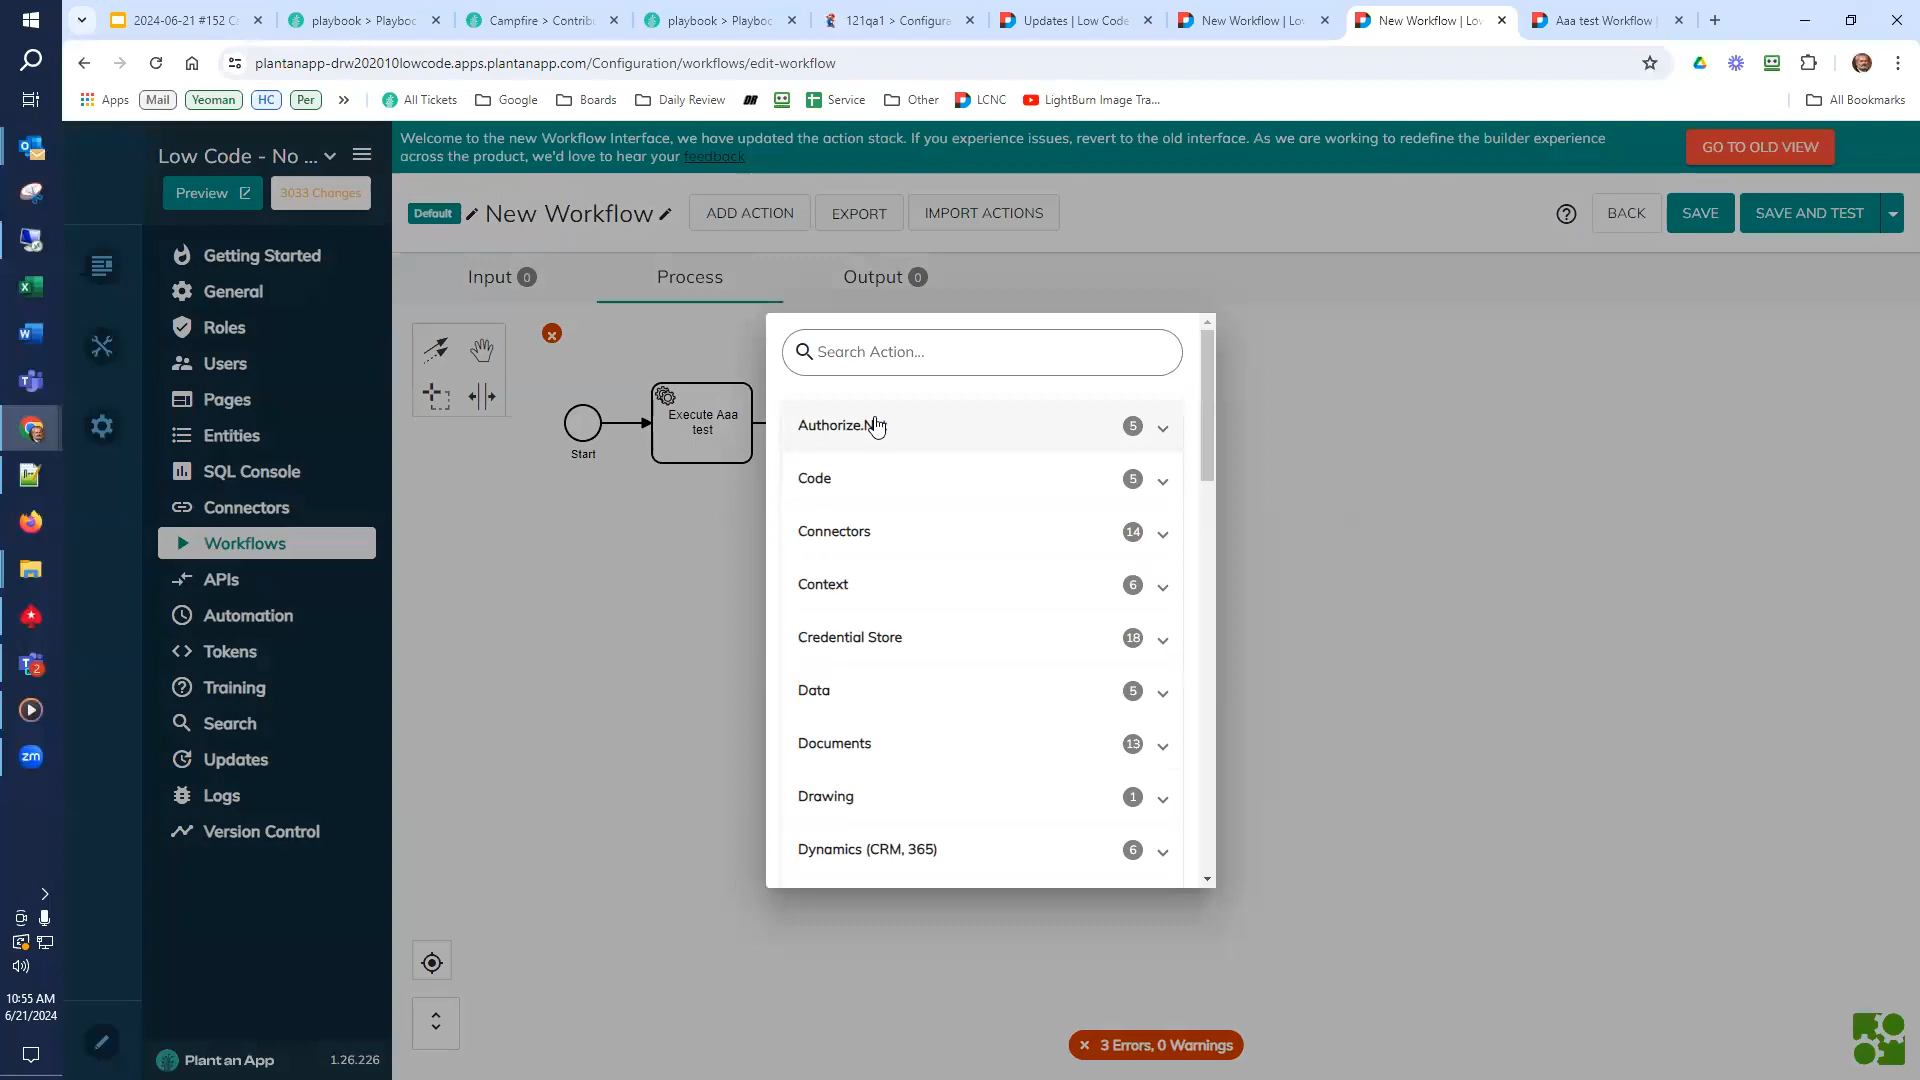 2024-06-21 #152 C
playbook > Playboc
Campfire > Contribu
playbook > Playboc
121qa1 > Configura
Updates | Low Code
New Workflow | Lo
New Workflow | Lo
Aaa test Workflow |
plantanapp-drw202010lowcode.apps.plantanapp.com/Configuration/workflows/edit-workflow
Apps
Mail
Yeoman
HC
Per
All Tickets
Google
Boards
Daily Review
Service
Other
LCNC
LightBurn Image Tra...
All Bookmarks
Welcome to the new Workflow Interface, we have updated the action stack. If you experience issues, revert to the old interface. As we are working to redefine the builder experience
across the product, we'd love to hear your feedback
GO TO OLD VIEW
Low Code - No ...
Preview
3033 Changes
Default
New Workflow
ADD ACTION
EXPORT
IMPORT ACTIONS
BACK
SAVE
SAVE AND TEST
Getting Started
General
Roles
Users
Pages
Entities
SQL Console
Connectors
Workflows
APIs
Automation
Tokens
Training
Search
Updates
Logs
Version Control
Plant an App
1.26.226
Input 0
Process
Output 0
Start
Execute Aaa
test
Search Action...
Authorize.N
5
Code
5
Connectors
14
Context
6
Credential Store
18
Data
5
Documents
13
Drawing
1
Dynamics (CRM, 365)
6
3 Errors, 0 Warnings
2
zm
10:55 AM
6/21/2024